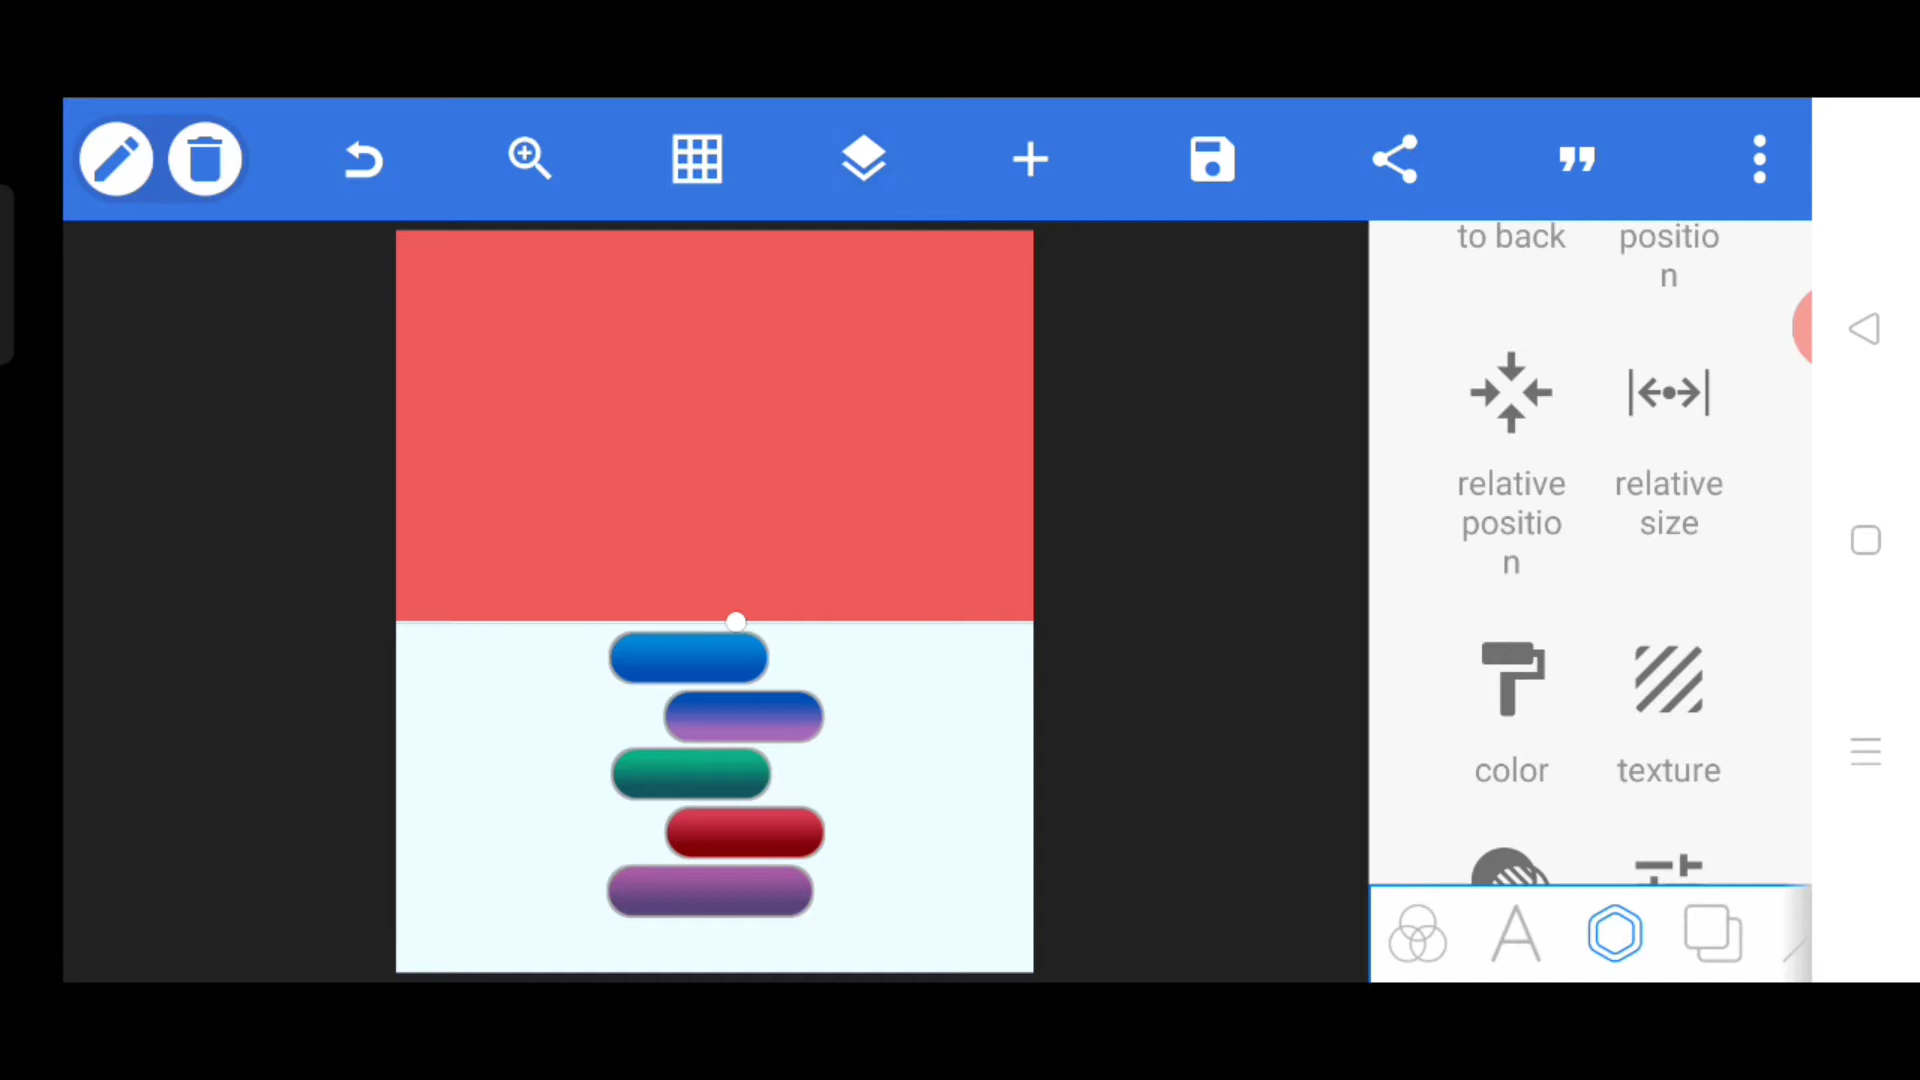 to back
positio
n
relative
positio
n
relative
size
color
texture